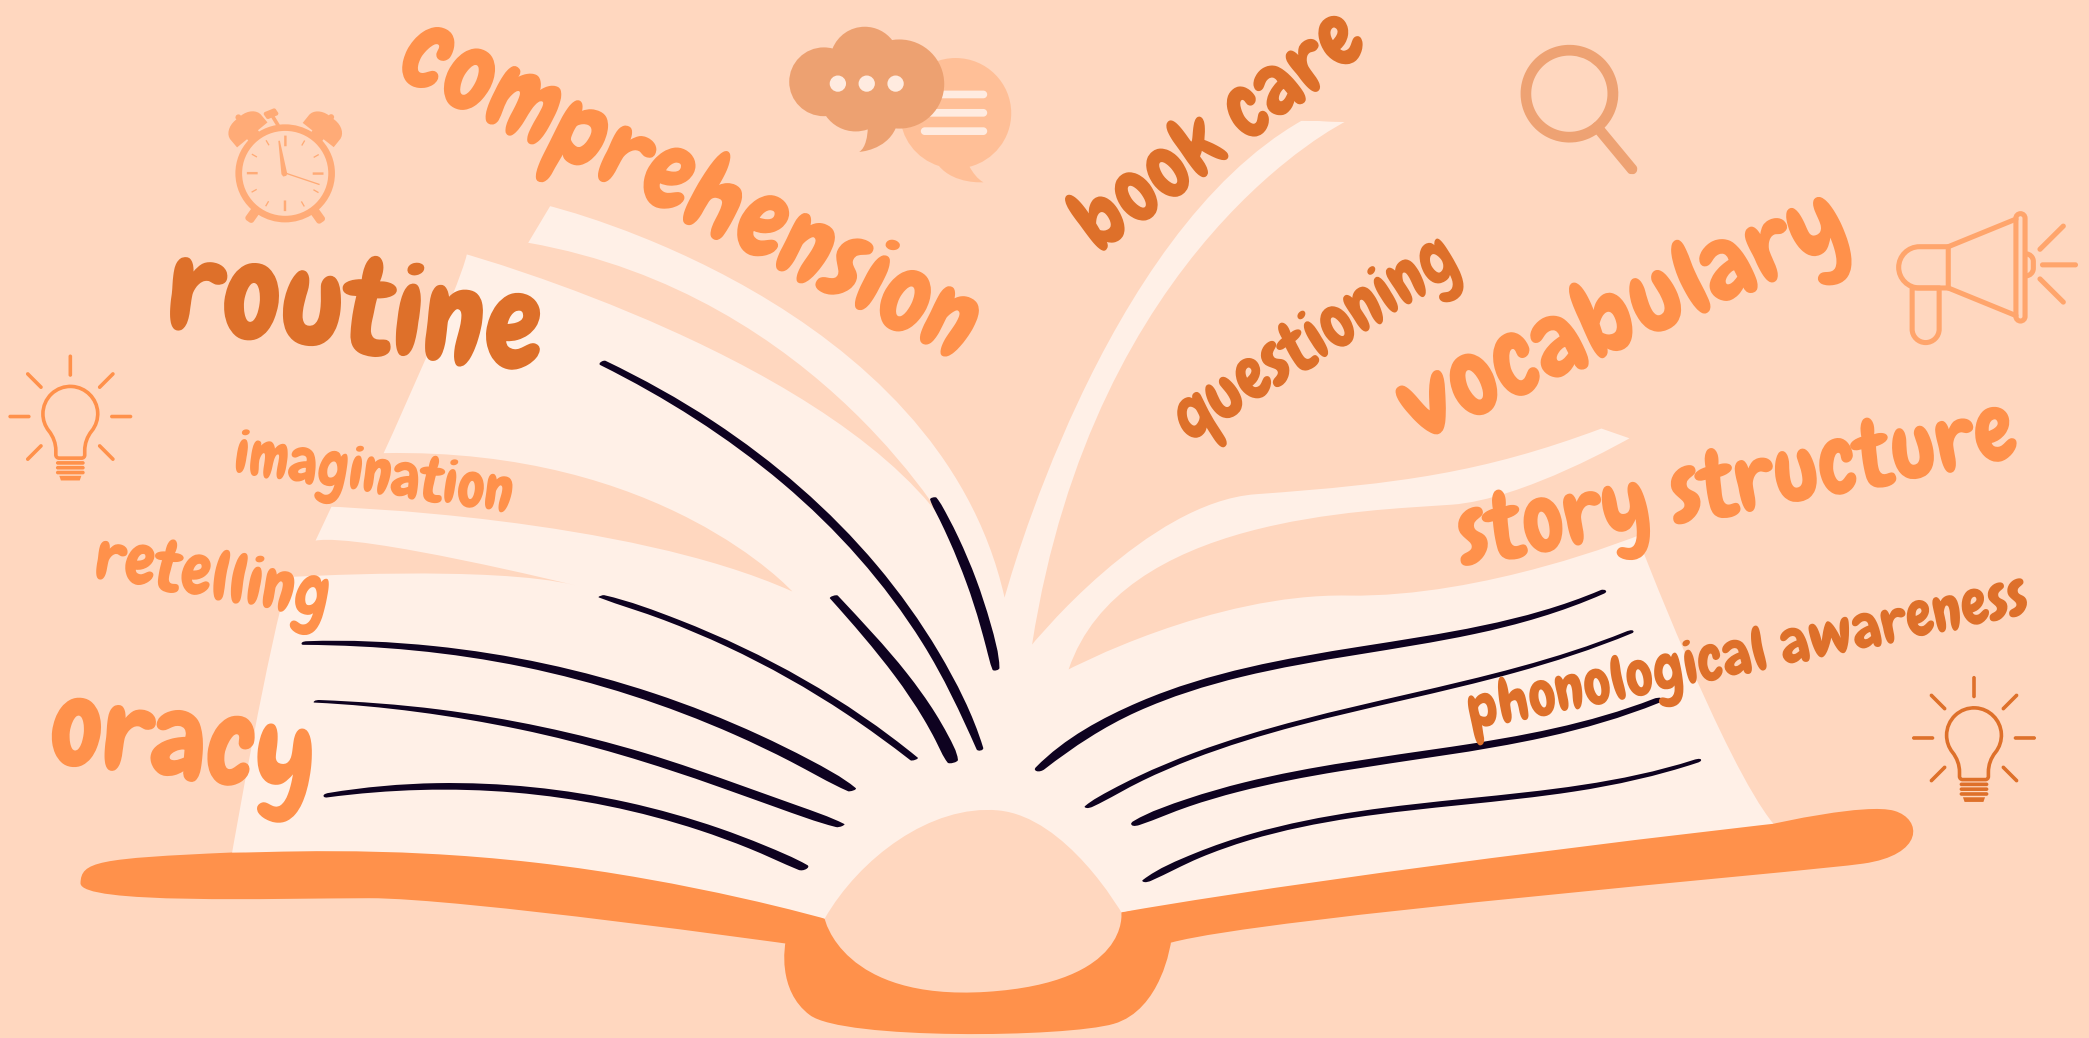 comprehension
book care
routine
questioning
vocabulary
imagination
story structure
retelling
phonological awareness
oracy